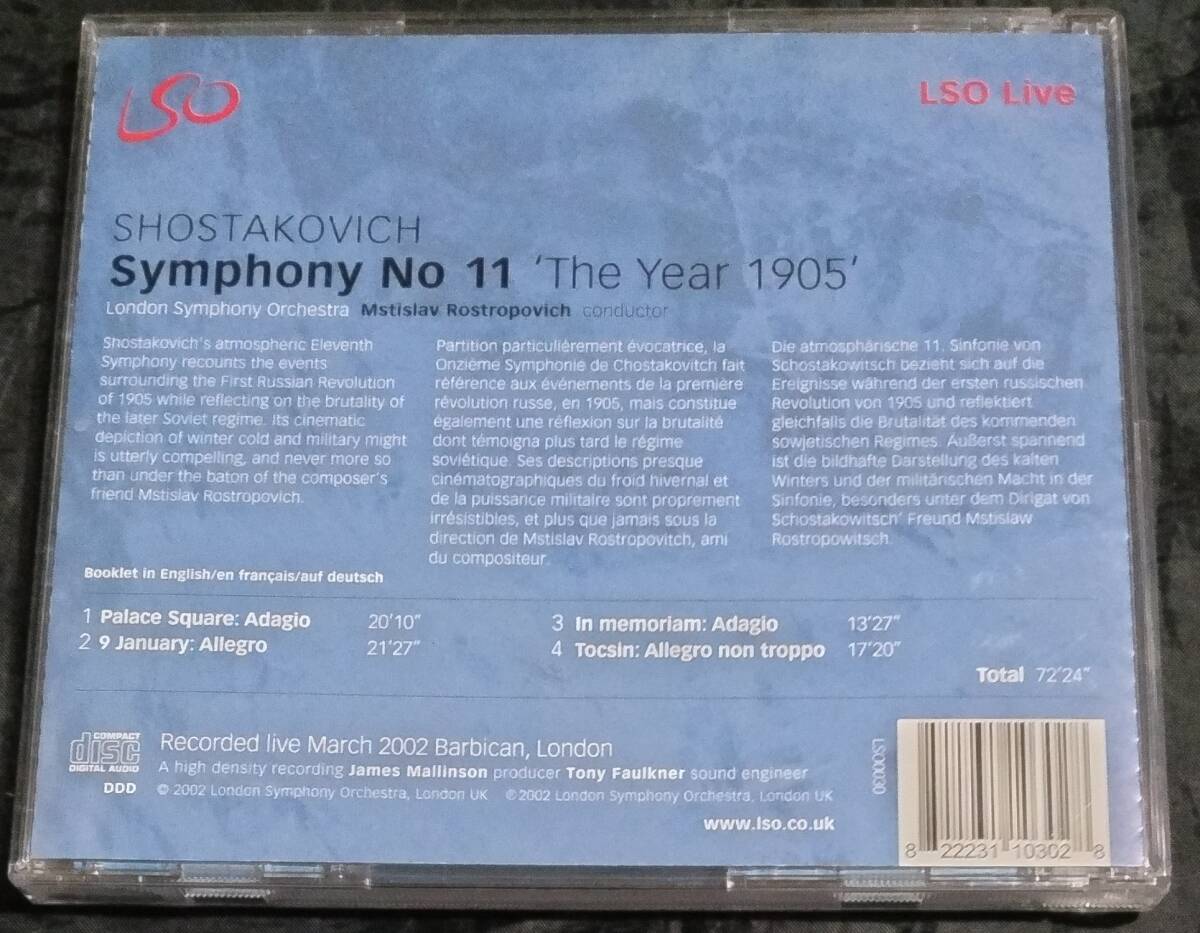 LSO
LSO Live
SHOSTAKOVICH
Symphony No 11 'The Year 1905'
London Symphony Orchestra Mstislav Rostropovich conductor
Shostakovich's atmospheric Eleventh
Symphony recounts the events
surrounding the First Russian Revolution
of 1905 while reflecting on the brutality of
the later Soviet regime. Its cinematic
depiction of winter cold and military might
is utterly compelling, and never more so
than under the baton of the composer's
friend Mstislav Rostropovich.
Partition particulièrement évocatrice, la
Onzième Symphonie de Chostakovitch fait
référence aux événements de la première
révolution russe, en 1905, mais constitue
également une réflexion sur la brutalité
dont témoigna plus tard le régime
soviétique. Ses descriptions presque
cinématographiques du froid hivernal et
de la puissance militaire sont proprement
irrésistibles, et plus que jamais sous la
direction de Mstislav Rostropovitch, ami
du compositeur.
Die atmosphärische 11. Sinfonie von
Schostakowitsch bezieht sich auf die
Ereignisse während der ersten russischen
Revolution von 1905 und reflektiert
gleichfalls die Brutalität des kommenden
sowjetischen Regimes. Äußerst spannend
ist die bildhafte Darstellung des kalten
Winters und der militärischen Macht in der
Sinfonie, besonders unter dem Dirigat von
Schostakowitsch' Freund Mstislaw
Rostropowitsch.
Booklet in English/en français/auf deutsch
1 Palace Square: Adagio 20'10"
2 9 January: Allegro 21'27"
3 In memoriam: Adagio 13'27"
4 Tocsin: Allegro non troppo 17'20"
Total 72'24"
COMPACT
disc
DIGITAL AUDIO
DDD
Recorded live March 2002 Barbican, London
A high density recording James Mallinson producer Tony Faulkner sound engineer
© 2002 London Symphony Orchestra, London UK ℗2002 London Symphony Orchestra, London UK
www.lso.co.uk
LSO0030
8 22231 10302 8